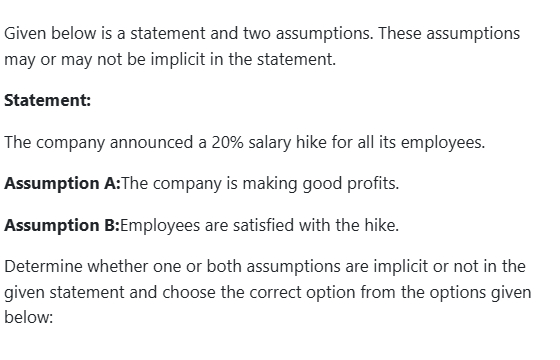 Given below is a statement and two assumptions. These assumptions
may or may not be implicit in the statement.
Statement:
The company announced a 20% salary hike for all its employees.
Assumption A:The company is making good profits.
Assumption B:Employees are satisfied with the hike.
Determine whether one or both assumptions are implicit or not in the
given statement and choose the correct option from the options given
below: